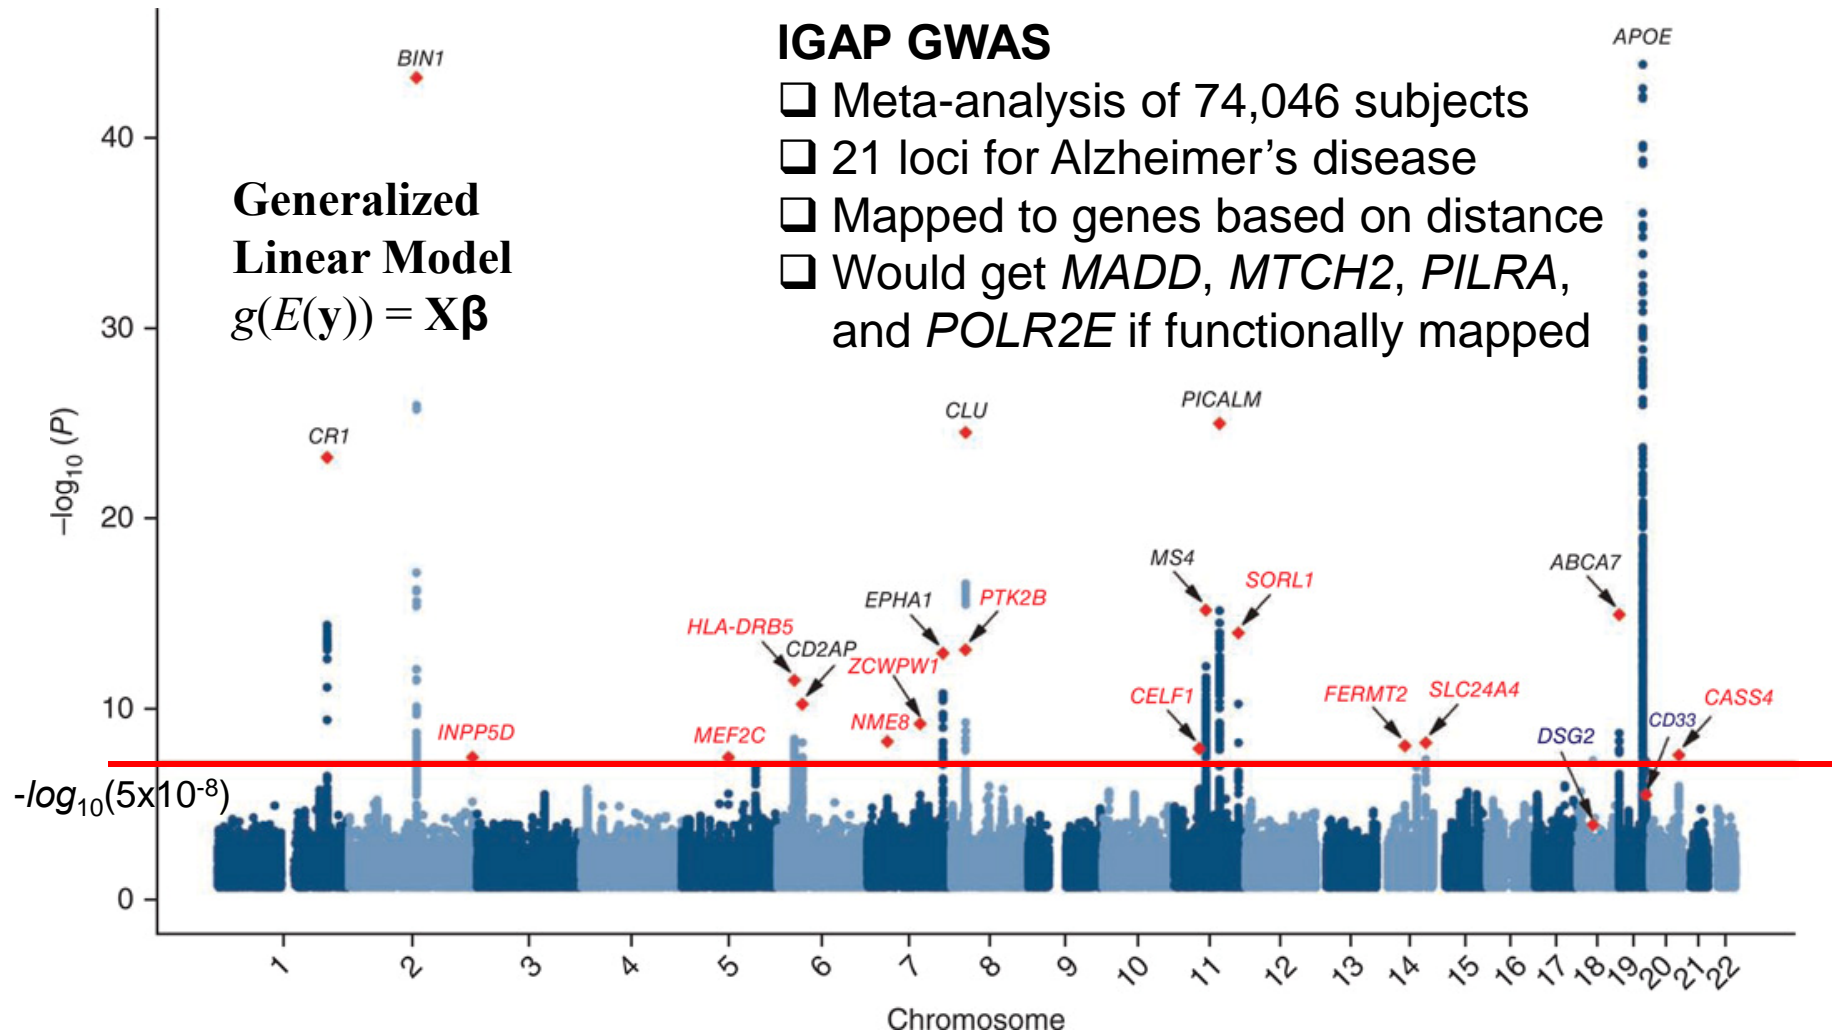 IGAP GWAS
❑ Meta-analysis of 74,046 subjects
❑ 21 loci for Alzheimer’s disease
❑ Mapped to genes based on distance
❑ Would get MADD, MTCH2, PILRA,
and POLR2E if functionally mapped
Generalized
Linear Model
g(E(y)) = Xβ
–log10 (P)
40
30
20
10
0
-log10(5x10-8)
BIN1
APOE
CR1
CLU
PICALM
MS4
SORL1
ABCA7
EPHA1
PTK2B
HLA-DRB5
CD2AP
ZCWPW1
CELF1
FERMT2
SLC24A4
CASS4
INPP5D
MEF2C
NME8
DSG2
CD33
1
2
3
4
5
6
7
8
9
10
11
12
13
14
15
16
17
18
19
20
21
22
Chromosome